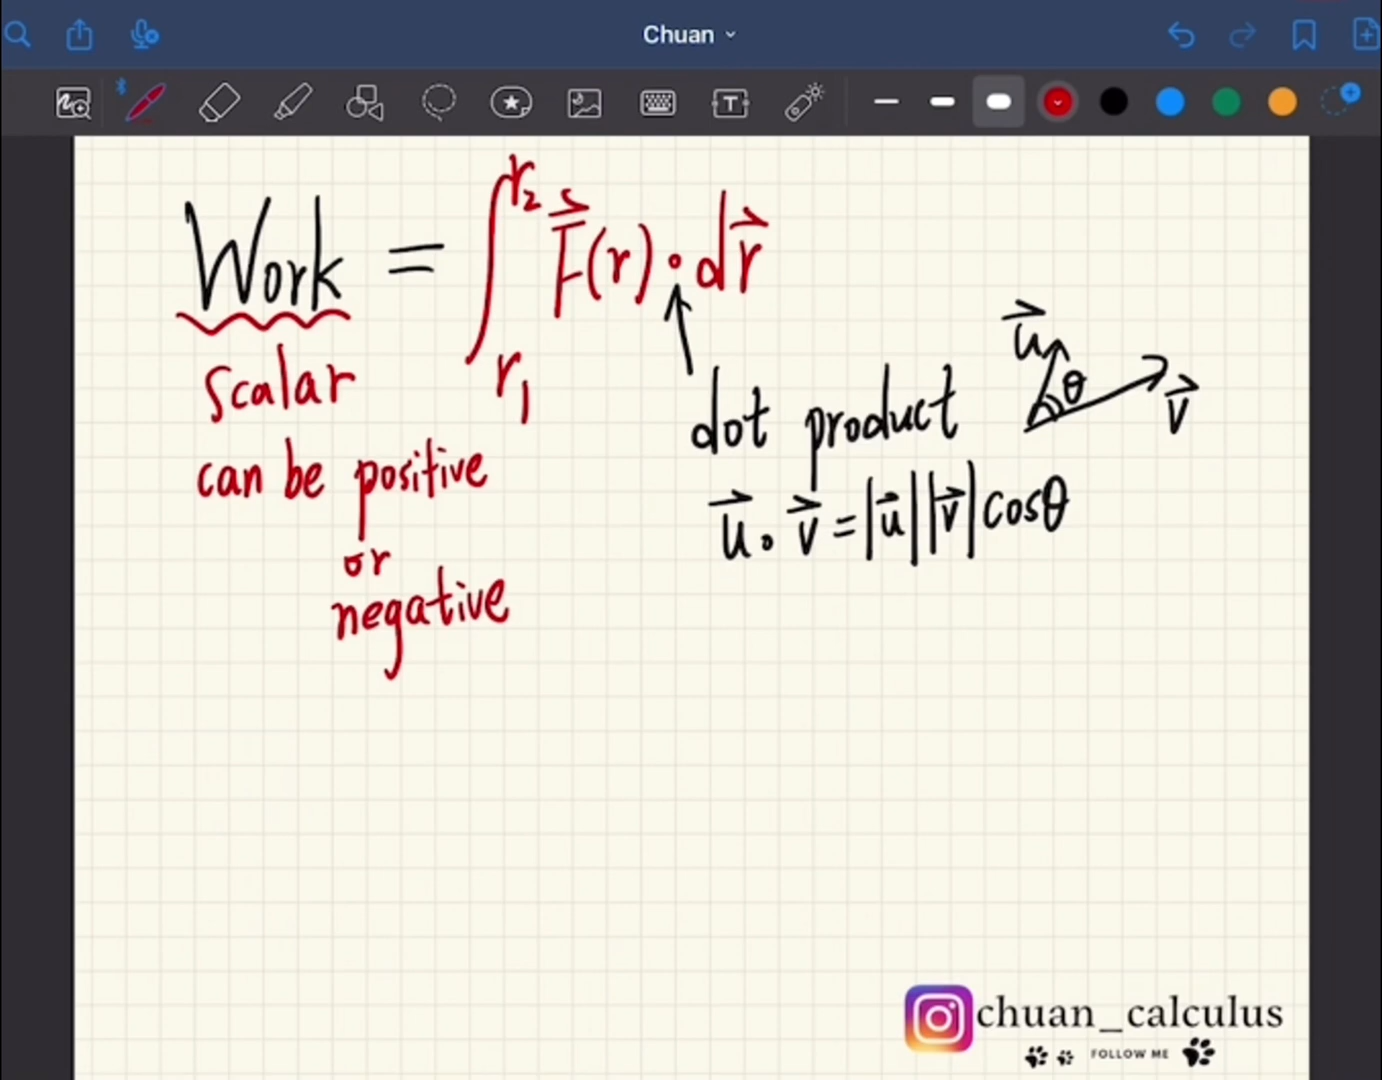 Chuan
Work = ∫_{r₁}^{r₂} F⃗(r) · dr⃗
scalar
can be positive
or
negative
dot product
u⃗
θ
v⃗
u⃗ · v⃗ = |u⃗||v⃗| cosθ
chuan_calculus
FOLLOW ME